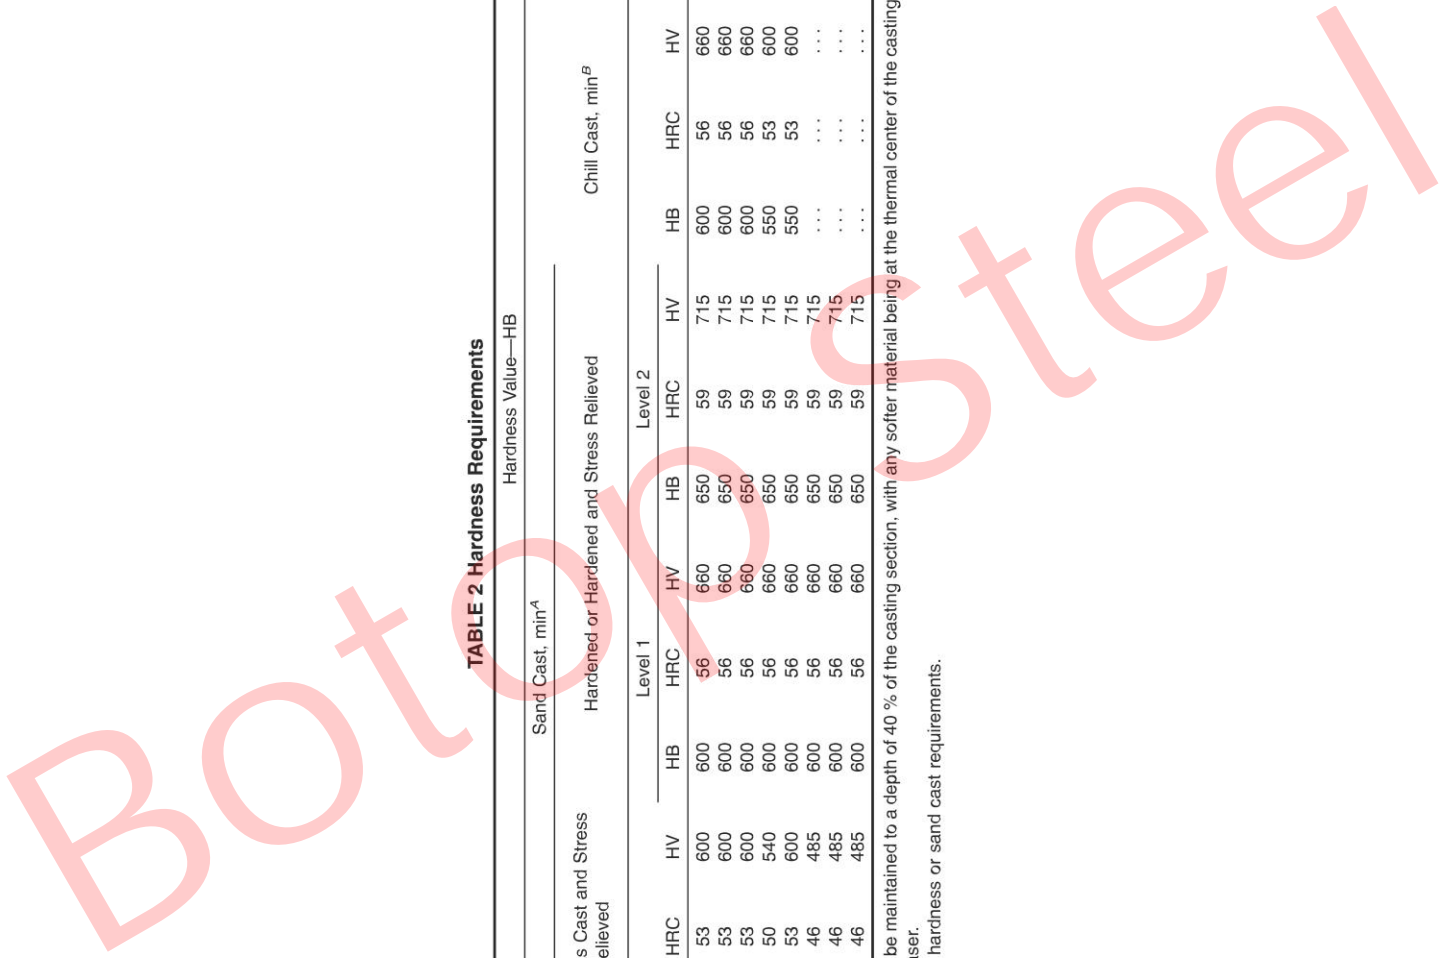 TABLE 2 Hardness Requirements
Hardness Value—HB
Sand Cast, minA
s Cast and Stress
elieved
Hardened or Hardened and Stress Relieved
Chill Cast, minB
Level 1
Level 2
HRC HV HB HRC HV HB HRC HV HB HRC HV
53 600 600 56 660 650 59 715 600 56 660
53 600 600 56 660 650 59 715 600 56 660
53 600 600 56 660 650 59 715 600 56 660
50 540 600 56 660 650 59 715 550 53 600
53 600 600 56 660 650 59 715 550 53 600
46 485 600 56 660 650 59 715 . . . . . . . . .
46 485 600 56 660 650 59 715 . . . . . . . . .
46 485 600 56 660 650 59 715 . . . . . . . . .
be maintained to a depth of 40 % of the casting section, with any softer material being at the thermal center of the casting
ser.
hardness or sand cast requirements.
Botop Steel